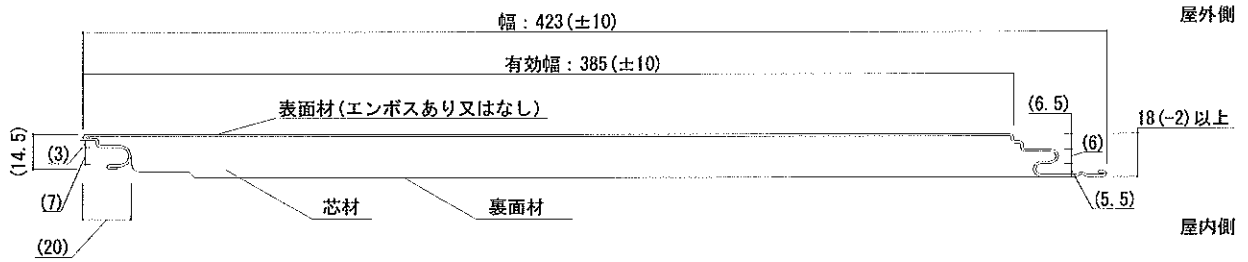 屋外側
幅：423(±10)
有効幅：385(±10)
表面材(エンボスあり又はなし)
(6.5)
18(-2)以上
(14.5)
(3)
(6)
(7)
芯材
裏面材
(5.5)
屋内側
(20)